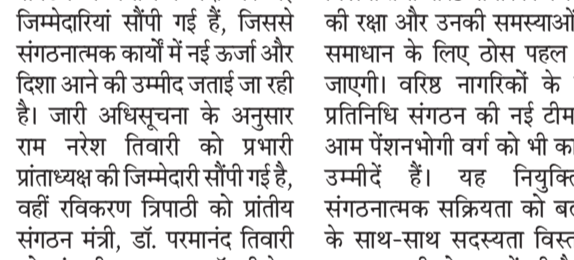 जिम्मेदारियां सौंपी गई हैं, जिससे
संगठनात्मक कार्यों में नई ऊर्जा और
दिशा आने की उम्मीद जताई जा रही
है। जारी अधिसूचना के अनुसार
राम नरेश तिवारी को प्रभारी
प्रांताध्यक्ष की जिम्मेदारी सौंपी गई है,
वहीं रविकरण त्रिपाठी को प्रांतीय
संगठन मंत्री, डॉ. परमानंद तिवारी
की रक्षा और उनकी समस्याओं
समाधान के लिए ठोस पहल
जाएगी। वरिष्ठ नागरिकों के
प्रतिनिधि संगठन की नई टीम
आम पेंशनभोगी वर्ग को भी
उम्मीदें हैं। यह
संगठनात्मक सक्रियता को
के साथ-साथ सदस्यता